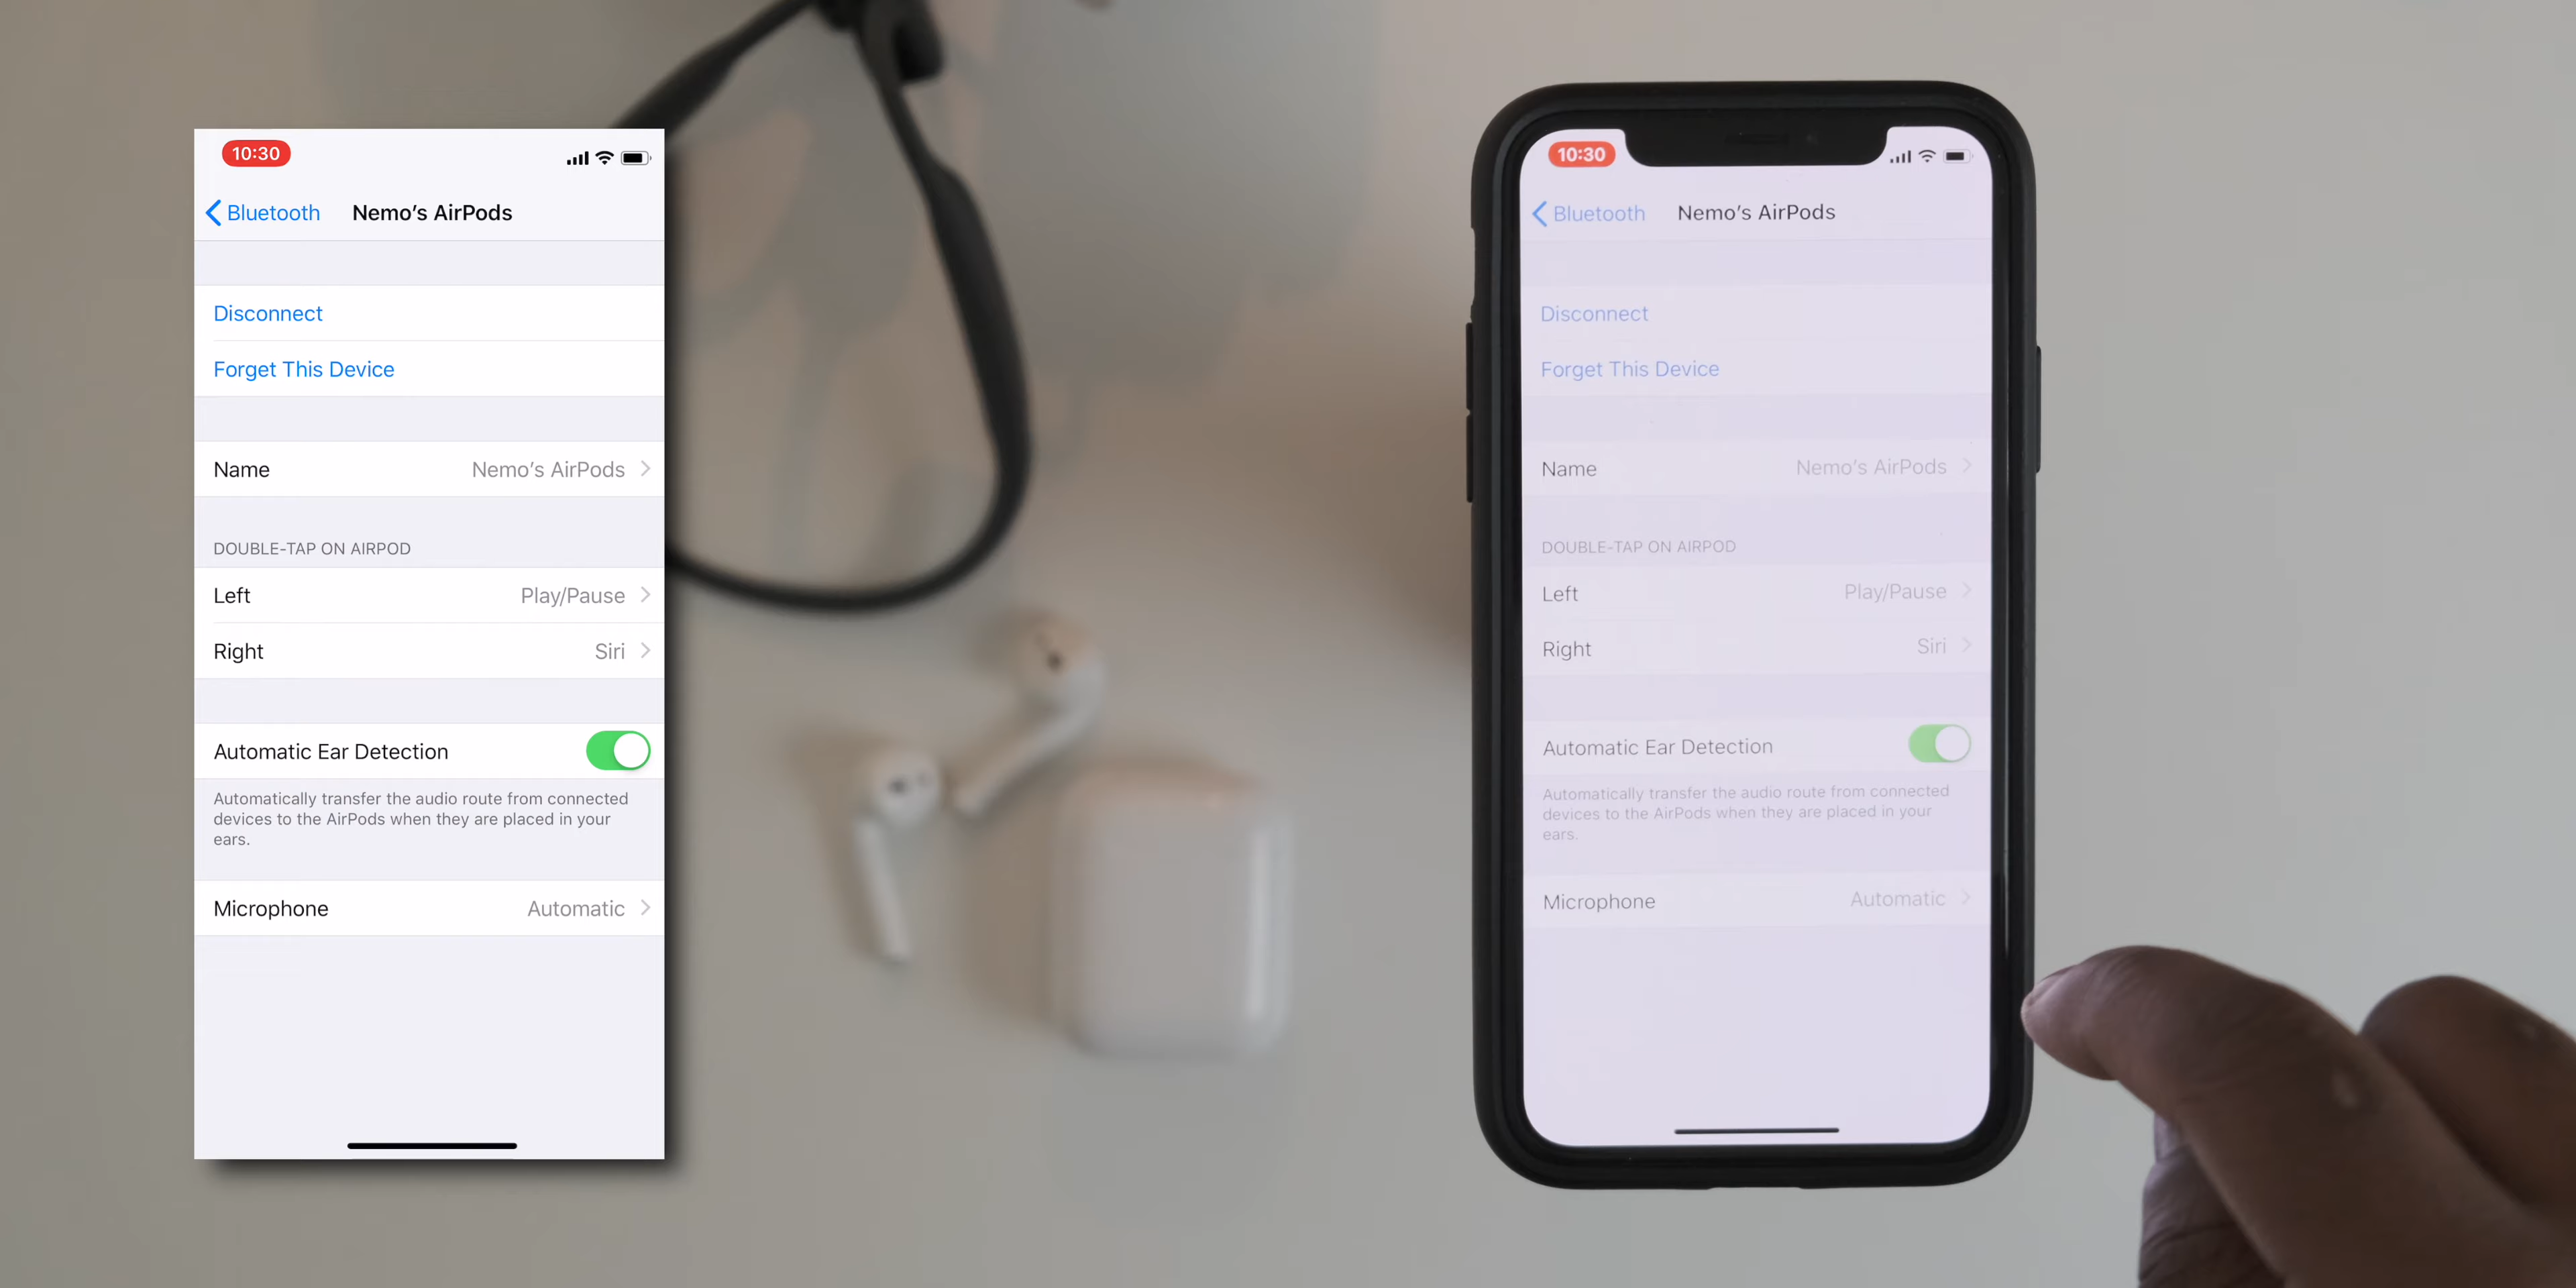 10:30
Bluetooth Nemo's AirPods
Disconnect
Forget This Device
Name Nemo's AirPods
DOUBLE-TAP ON AIRPOD
Left Play/Pause
Right Siri
Automatic Ear Detection
Automatically transfer the audio route from connected
devices to the AirPods when they are placed in your
ears.
Microphone Automatic
10:30
Bluetooth Nemo's AirPods
Disconnect
Forget This Device
Name Nemo's AirPods
DOUBLE-TAP ON AIRPOD
Left Play/Pause
Right Siri
Automatic Ear Detection
Automatically transfer the audio route from connected
devices to the AirPods when they are placed in your
ears.
Microphone Automatic